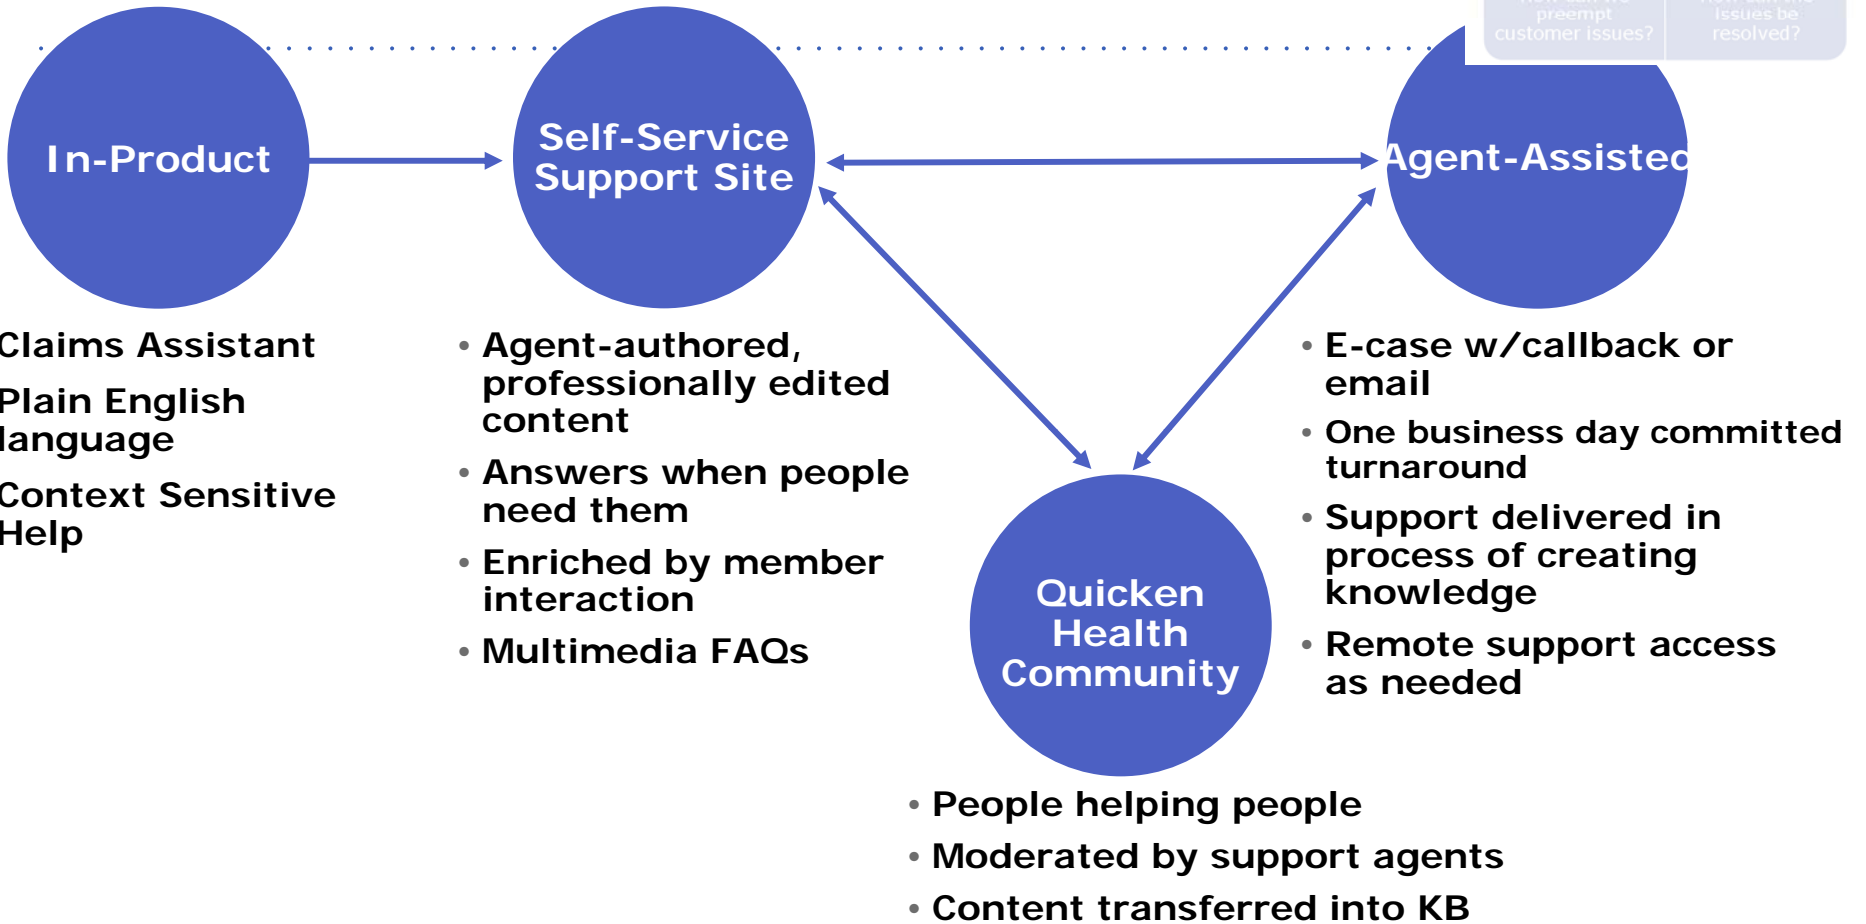 preempt
customer issues?
issues be
resolved?
In-Product
Self-Service
Support Site
Agent-Assisted
Claims Assistant
Plain English
language
Context Sensitive
Help
• Agent-authored,
professionally edited
content
• Answers when people
need them
• Enriched by member
interaction
• Multimedia FAQs
Quicken
Health
Community
• E-case w/callback or
email
• One business day committed
turnaround
• Support delivered in
process of creating
knowledge
• Remote support access
as needed
• People helping people
• Moderated by support agents
• Content transferred into KB